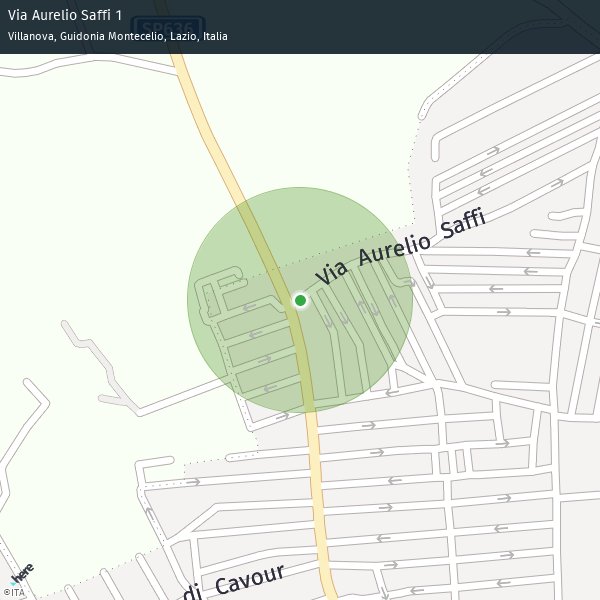 Via Aurelio Saffi 1
SP636
Villanova, Guidonia Montecelio, Lazio, Italia
Via Aurelio Saffi
di Cavour
here
©ITA